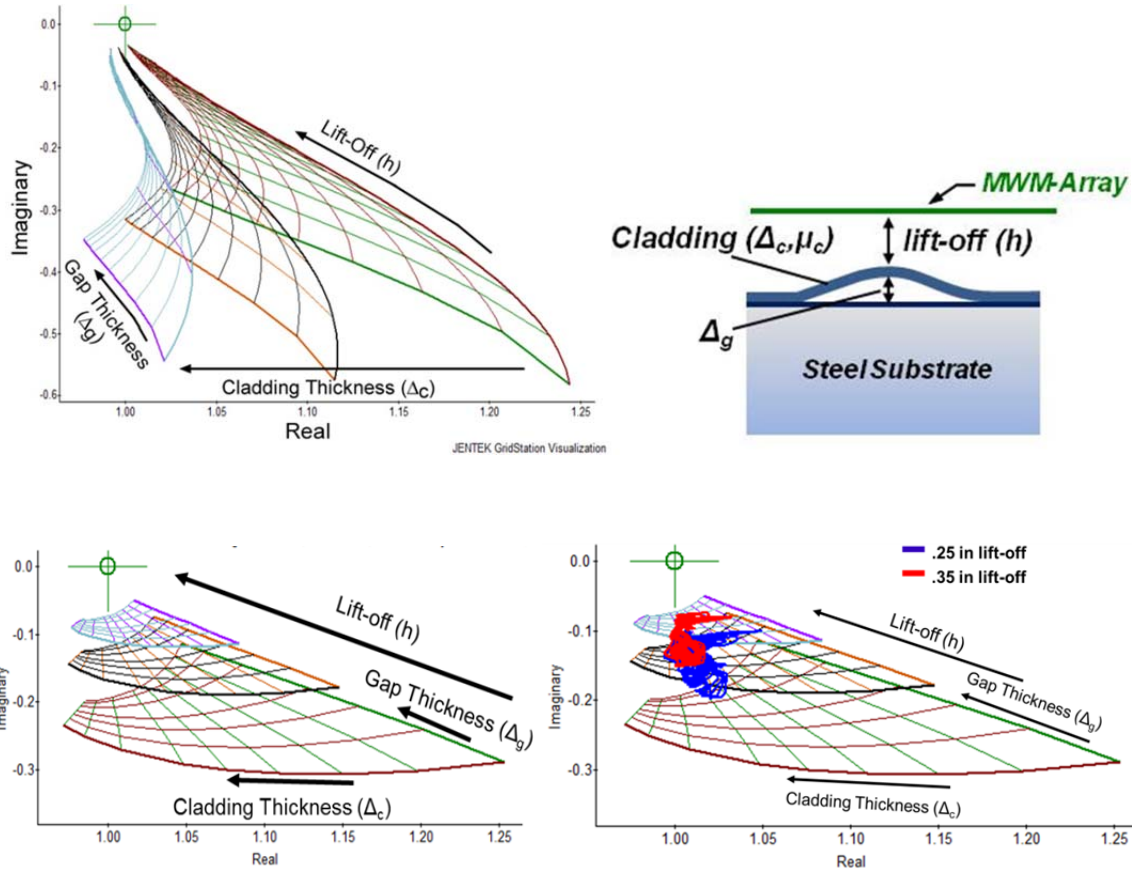 0.0
-0.1
-0.2
-0.3
-0.4
-0.5
-0.6
Imaginary
Lift-Off (h)
Gap Thickness
(Δg)
Cladding Thickness (ΔC)
1.00
1.05
1.10
1.15
1.20
1.25
Real
JENTEK GridStation Visualization
MWM-Array
Cladding (Δc,μc)
lift-off (h)
Δg
Steel Substrate
0.0
-0.1
-0.2
-0.3
Imaginary
Lift-off (h)
Gap Thickness (Δg)
Cladding Thickness (Δc)
1.00
1.05
1.10
1.15
1.20
1.25
Real
.25 in lift-off
.35 in lift-off
0.0
-0.1
-0.2
-0.3
Imaginary
Lift-off (h)
Gap Thickness (Δg)
Cladding Thickness (Δc)
1.00
1.05
1.10
1.15
1.20
1.25
Real